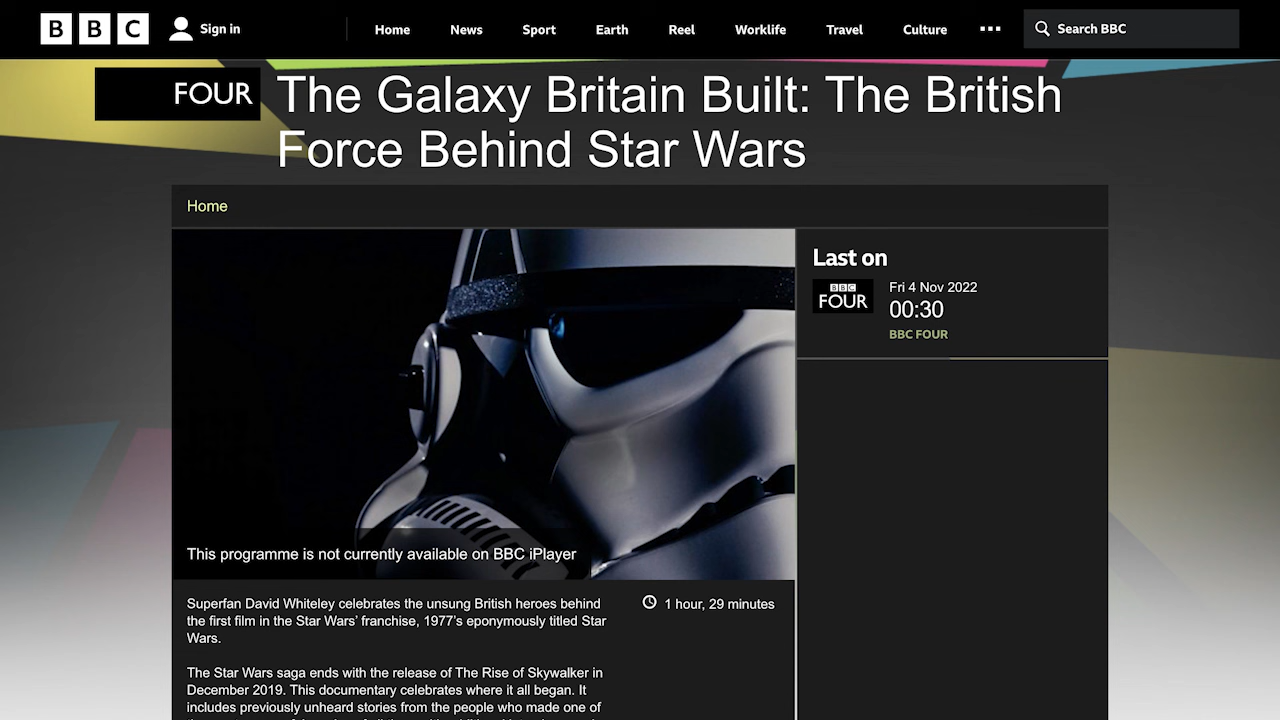 BBC Sign in Home News Sport Earth Reel Worklife Travel Culture Search BBC
FOUR
The Galaxy Britain Built: The British
Force Behind Star Wars
Home
Last on
BBC
FOUR
Fri 4 Nov 2022
00:30
BBC FOUR
This programme is not currently available on BBC iPlayer
Superfan David Whiteley celebrates the unsung British heroes behind
the first film in the Star Wars’ franchise, 1977’s eponymously titled Star
Wars.
1 hour, 29 minutes
The Star Wars saga ends with the release of The Rise of Skywalker in
December 2019. This documentary celebrates where it all began. It
includes previously unheard stories from the people who made one of